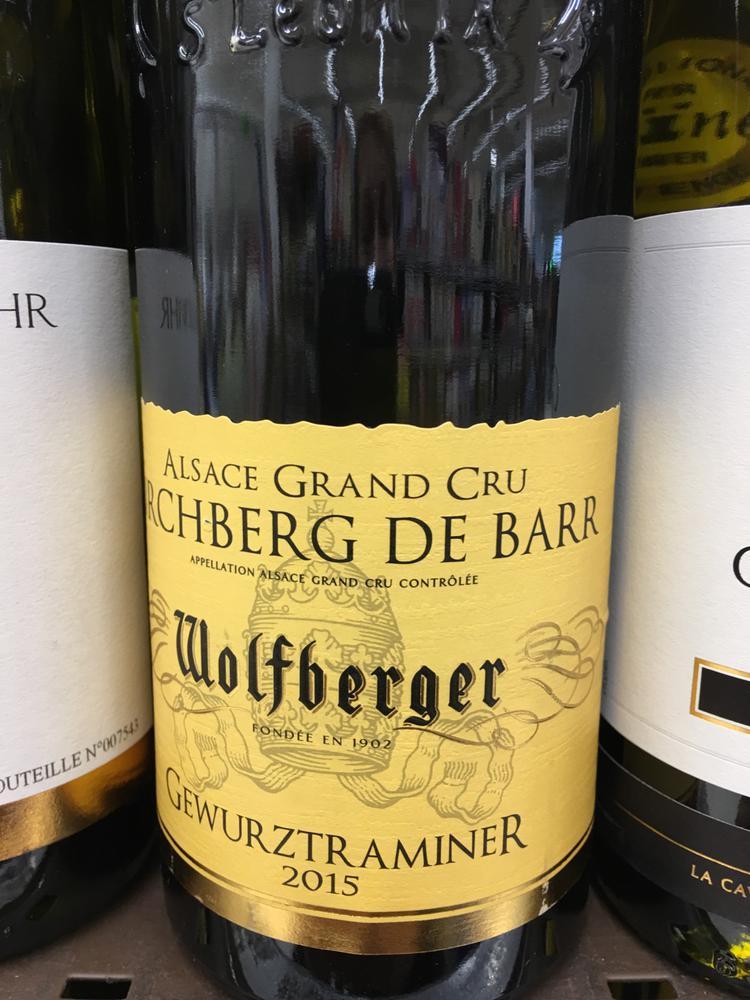 ALSACE GRAND CRU
RCHBERG DE BARR
APPELLATION ALSACE GRAND CRU CONTRÔLÉE
Wolfberger
FONDÉE EN 1902
GEWURZTRAMINER
2015
HR
OUTEILLE N°007543
LA CA